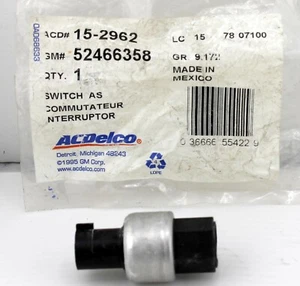 ACD# 15-2962
LC 15 78 07100
GM# 52466358
GR 9.172
QTY. 1
MADE IN
MEXICO
SWITCH AS
COMMUTATEUR
INTERRUPTOR
ACDelco
Detroit, Michigan 48243
©1995 GM Corp.
www.acdelco.com
LDPE
0 36666 55422 9